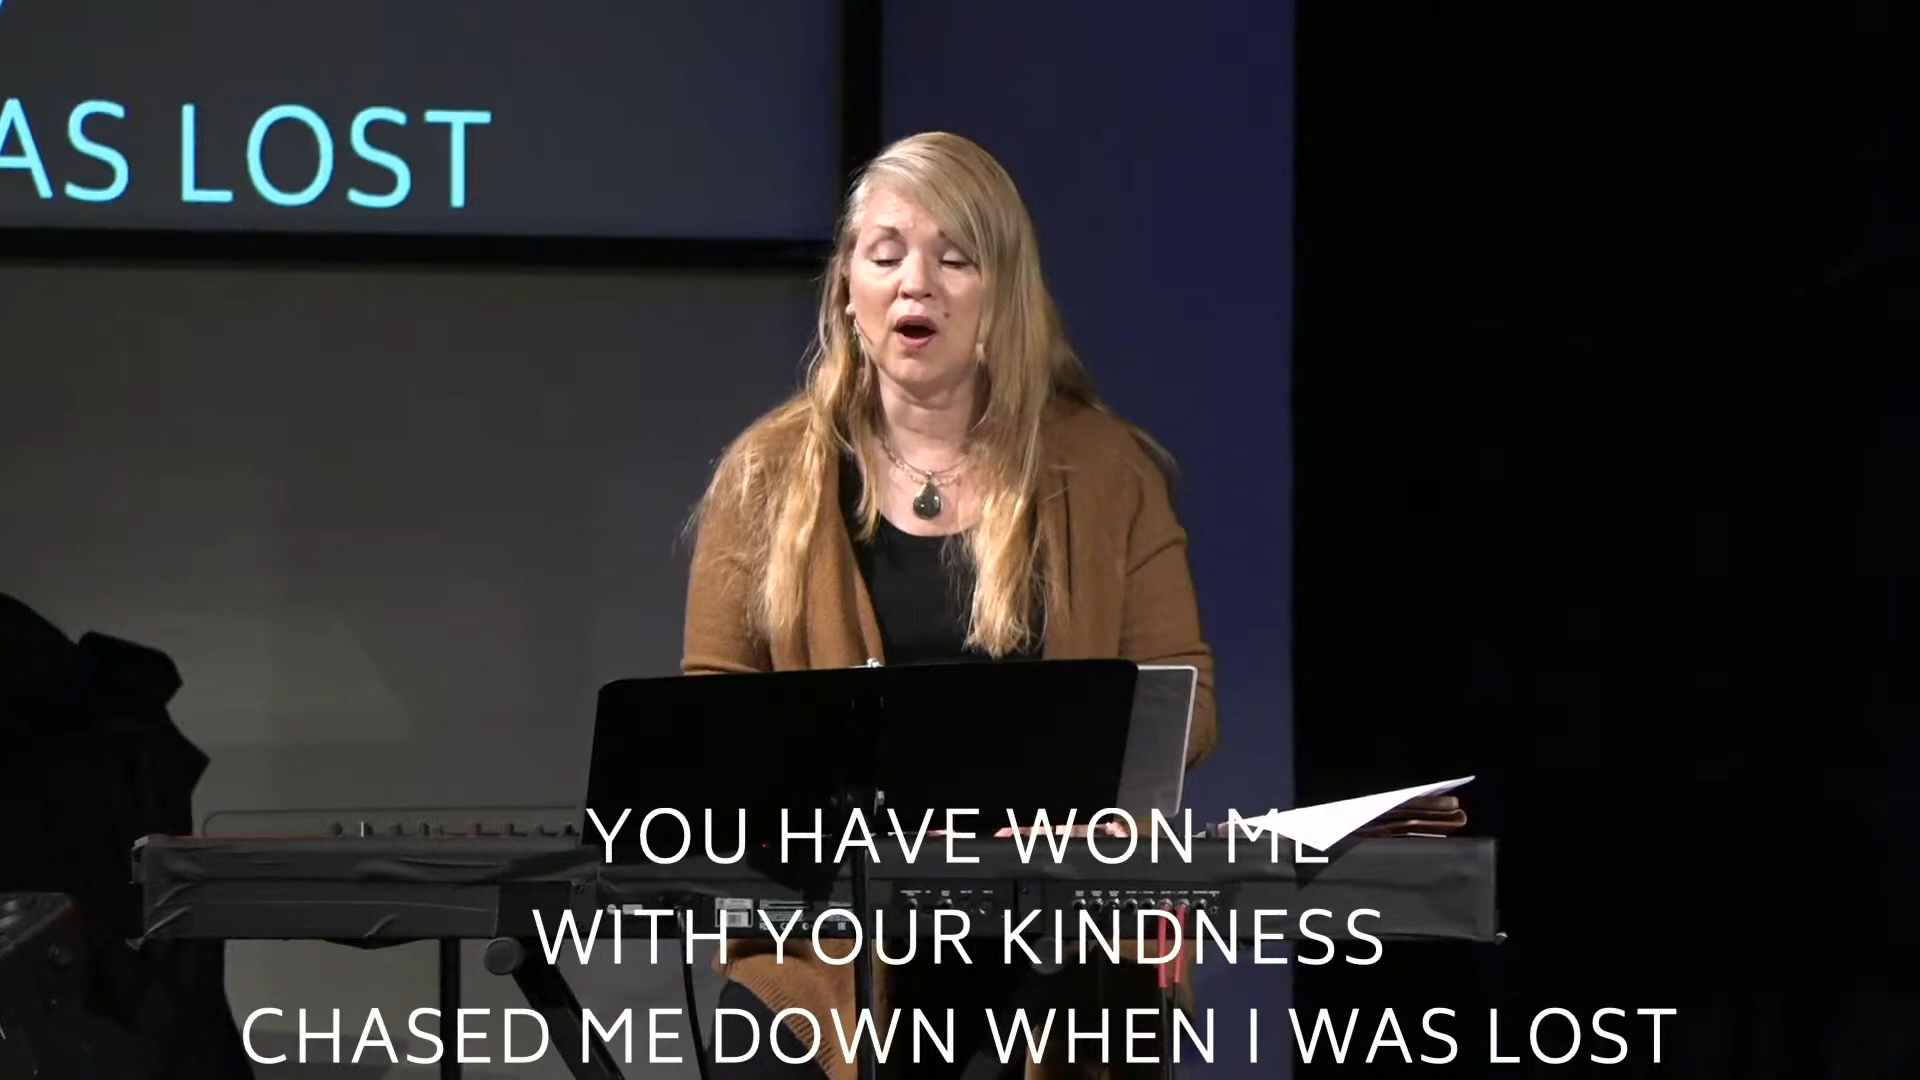 AS LOST
YOU HAVE WON ME
WITH YOUR KINDNESS
CHASED ME DOWN WHEN I WAS LOST